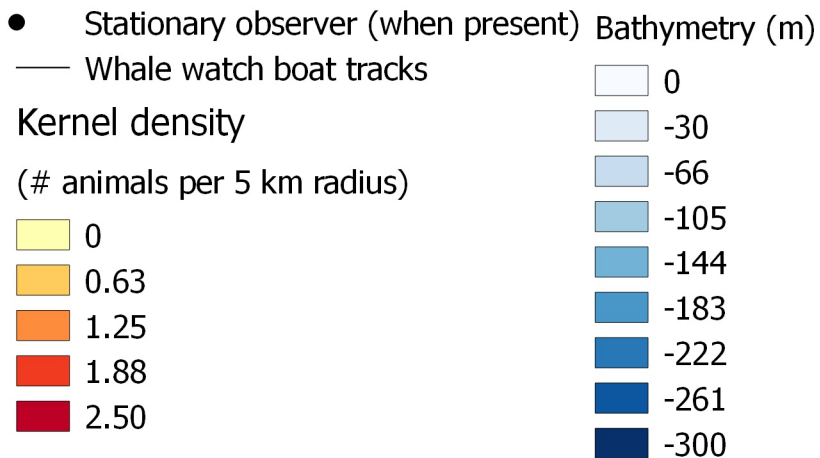 Stationary observer (when present)
Whale watch boat tracks
Kernel density
(# animals per 5 km radius)
0
0.63
1.25
1.88
2.50
Bathymetry (m)
0
-30
-66
-105
-144
-183
-222
-261
-300